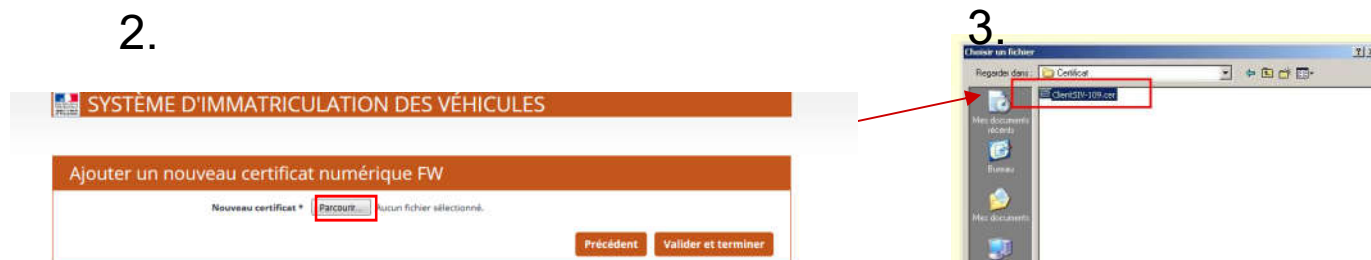 2.
SYSTÈME D'IMMATRICULATION DES VÉHICULES
Ajouter un nouveau certificat numérique FW
Nouveau certificat * Parcourir... Aucun fichier sélectionné.
Précédent Valider et terminer
3.
Choisir un fichier
Regarder dans : Certificat
ClientSIV-109.cer
Mes documents
récents
Bureau
Mes documents